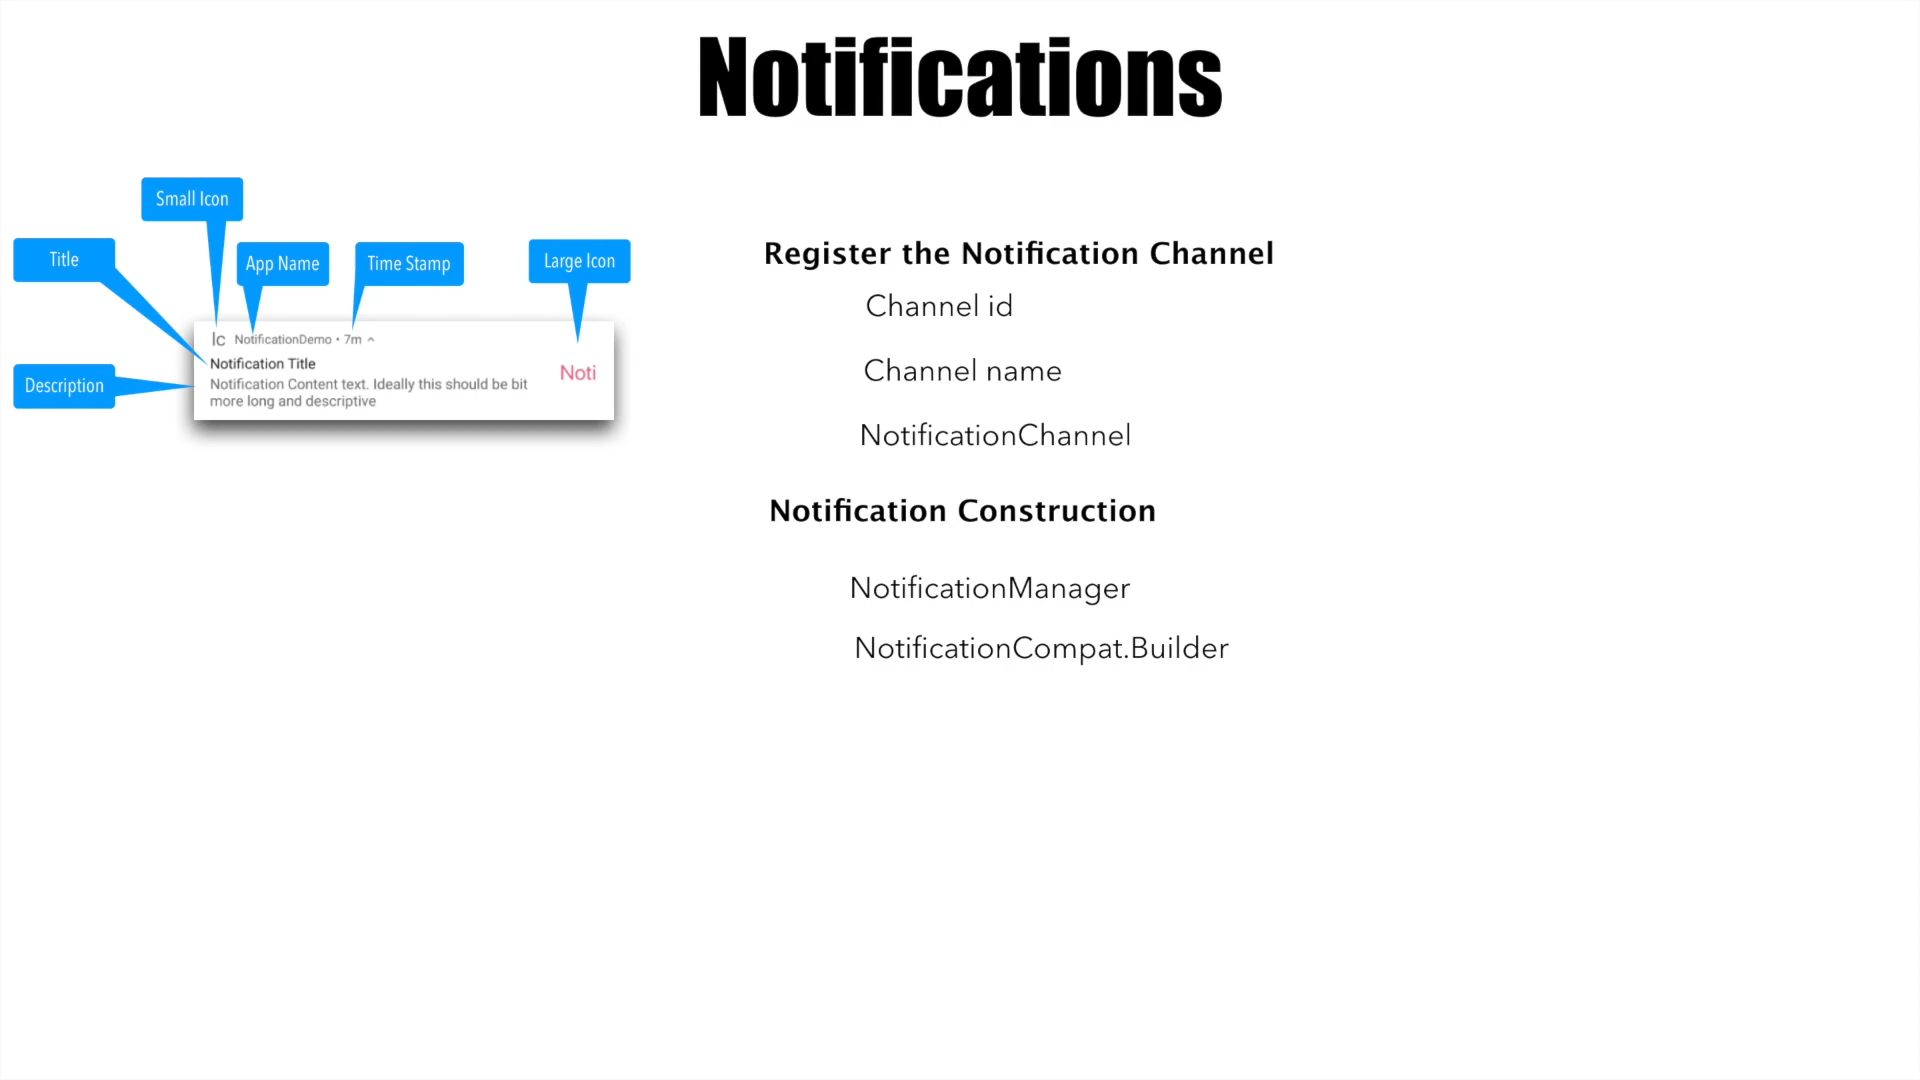 Notifications
Small Icon
Title
App Name
Time Stamp
Large Icon
Ic NotificationDemo • 7m ^
Notification Title
Noti
Description
Notification Content text. Ideally this should be bit
more long and descriptive
Register the Notification Channel
Channel id
Channel name
NotificationChannel
Notification Construction
NotificationManager
NotificationCompat.Builder